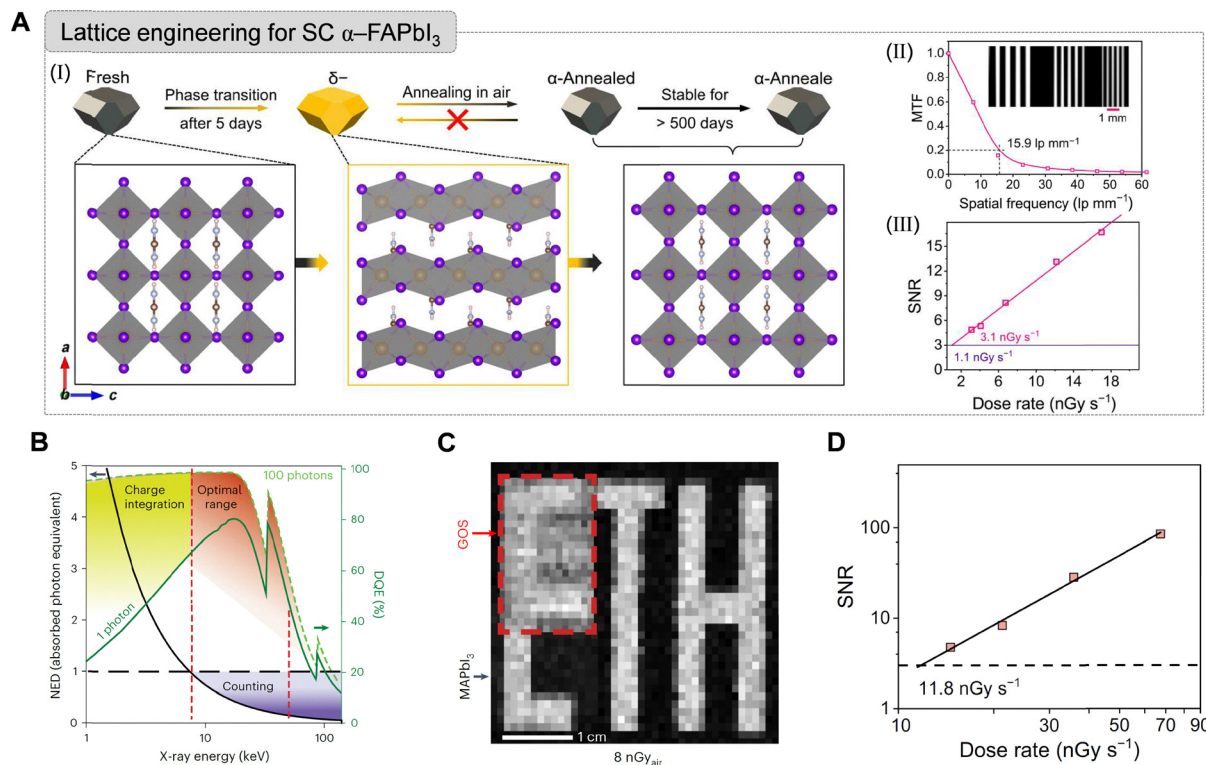 A
Lattice engineering for SC α–FAPbI₃
(I)
Fresh
Phase transition
after 5 days
δ−
Annealing in air
α-Annealed
Stable for
> 500 days
α-Anneale
a
b
c
(II)
MTF
1.0
0.8
0.6
0.4
0.2
0.0
1 mm
15.9 lp mm⁻¹
0 10 20 30 40 50 60
Spatial frequency (lp mm⁻¹)
(III)
SNR
15
12
9
6
3
3.1 nGy s⁻¹
1.1 nGy s⁻¹
2 6 10 14 18
Dose rate (nGy s⁻¹)
B
NED (absorbed photon equivalent)
5
4
3
2
1
0
Charge
integration
Optimal
range
100 photons
1 photon
Counting
100
80
60
40
20
0
DQE (%)
1 10 100
X-ray energy (keV)
C
GOS
MAPbI₃
ETH
1 cm
8 nGy_air
D
SNR
100
10
1
11.8 nGy s⁻¹
10 30 50 70 90
Dose rate (nGy s⁻¹)